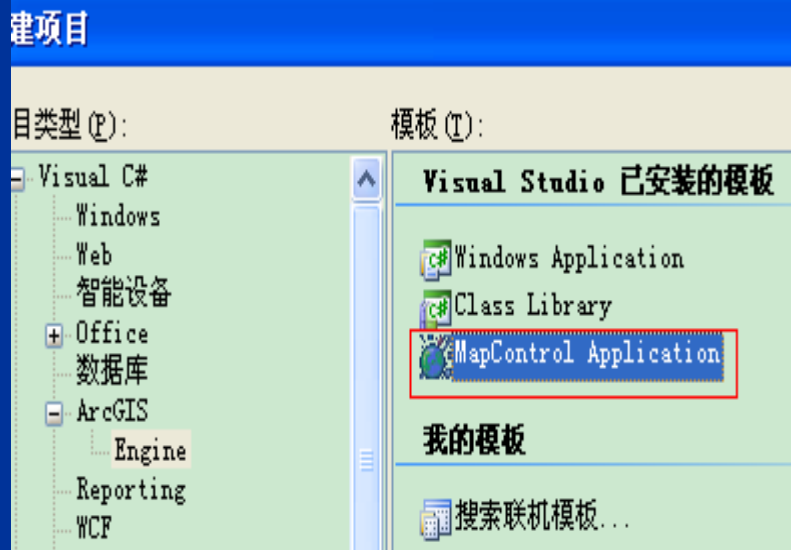 建项目
目类型(P):
模板(T):
Visual C#
Windows
Web
智能设备
Office
数据库
ArcGIS
Engine
Reporting
WCF
Visual Studio 已安装的模板
Windows Application
Class Library
MapControl Application
我的模板
搜索联机模板...